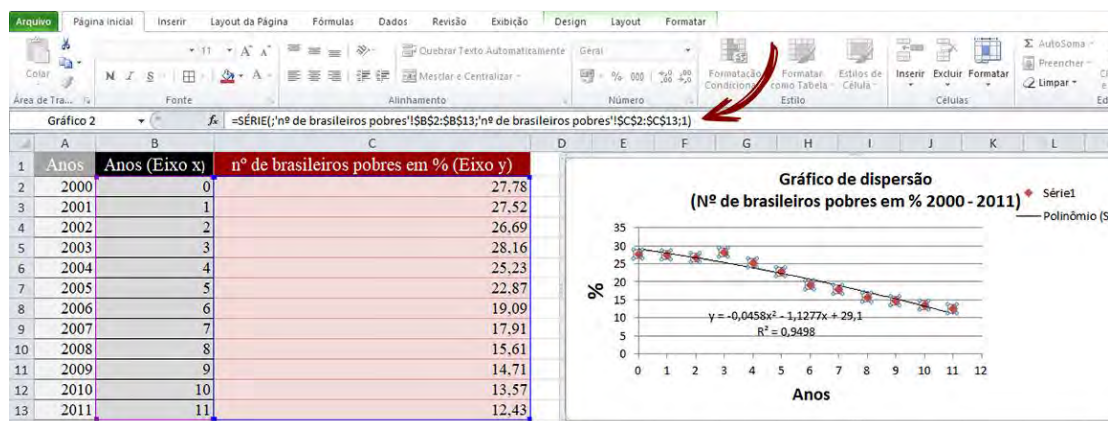 Arquivo Página inicial Inserir Layout da Página Fórmulas Dados Revisão Exibição Design Layout Formatar
Colar
11 A A
Quebrar Texto Automaticamente
Geral
Σ AutoSoma
Preencher
N I S A
Mesclar e Centralizar
% 000
Formatação Condicional
Formatar como Tabela
Estilos de Célula
Inserir Excluir Formatar
Limpar
Área de Tra... Fonte Alinhamento Número Estilo Células Ed
Gráfico 2 fx =SÉRIE(;'nº de brasileiros pobres'!$B$2:$B$13;'nº de brasileiros pobres'!$C$2:$C$13;1)
A B C D E F G H I J K L
1 Anos Anos (Eixo x) nº de brasileiros pobres em % (Eixo y)
2 2000 0 27,78
3 2001 1 27,52
4 2002 2 26,69
5 2003 3 28,16
6 2004 4 25,23
7 2005 5 22,87
8 2006 6 19,09
9 2007 7 17,91
10 2008 8 15,61
11 2009 9 14,71
12 2010 10 13,57
13 2011 11 12,43
Gráfico de dispersão
(Nº de brasileiros pobres em % 2000 - 2011)
Série1
Polinômio (S
35
30
25
20
15
10
5
0
%
y = -0,0458x² - 1,1277x + 29,1
R² = 0,9498
0 1 2 3 4 5 6 7 8 9 10 11 12
Anos